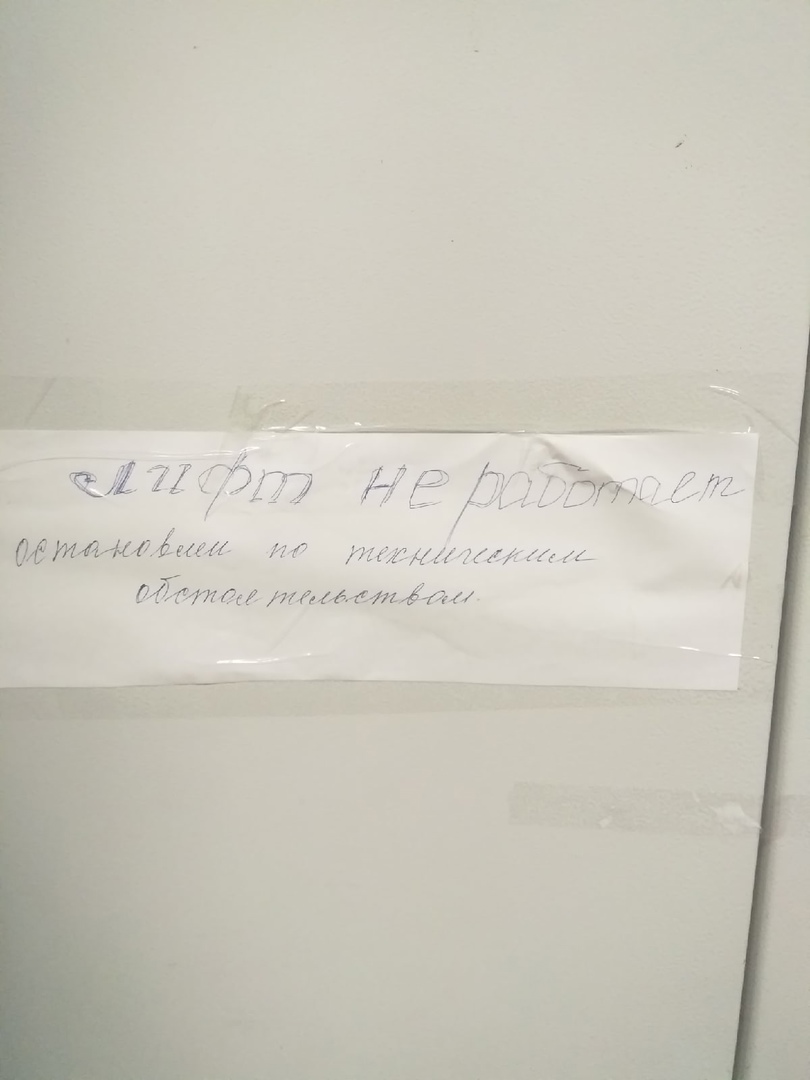 лифт не работает
остановлен по техническим
обстоятельствам.